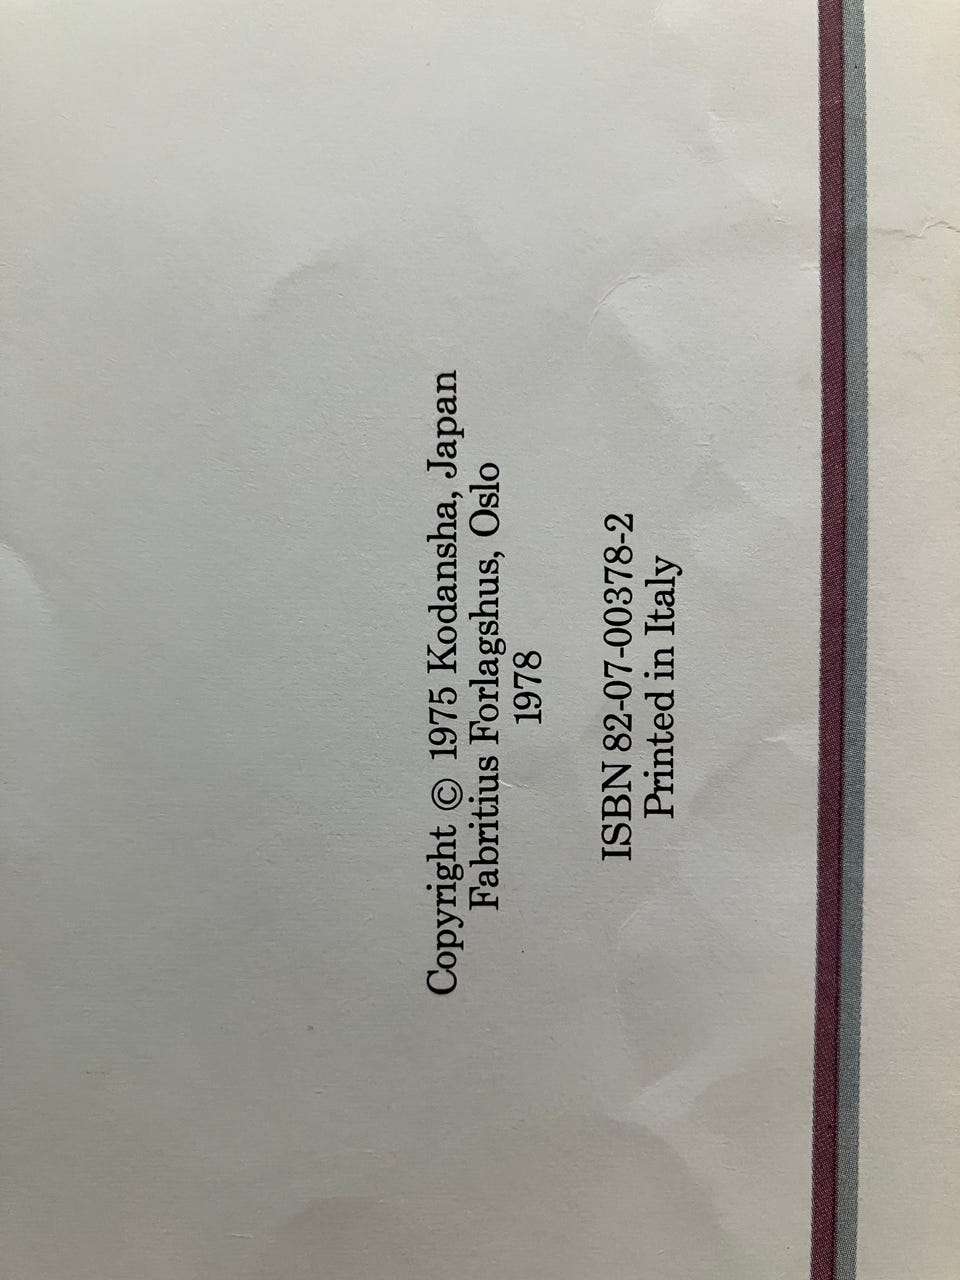 Copyright © 1975 Kodansha, Japan
Fabritius Forlagshus, Oslo
1978
ISBN 82-07-00378-2
Printed in Italy